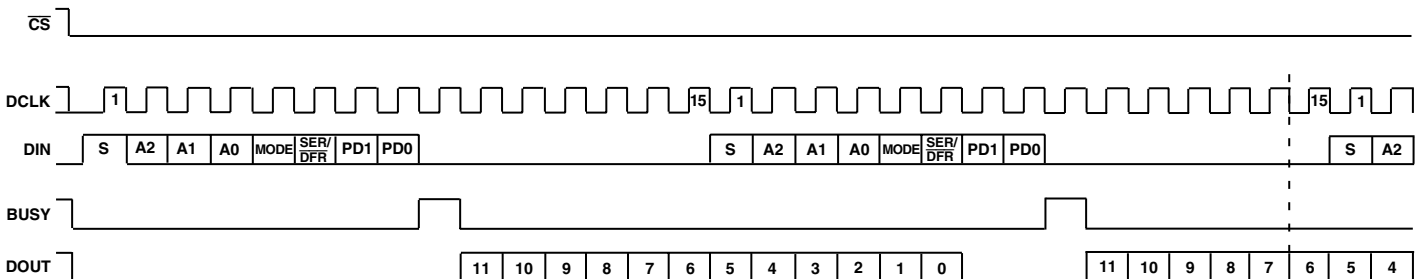 CS
DCLK 1 15 1 15 1
DIN S A2 A1 A0 MODE SER/DFR PD1 PD0 S A2 A1 A0 MODE SER/DFR PD1 PD0 S A2
BUSY
DOUT 11 10 9 8 7 6 5 4 3 2 1 0 11 10 9 8 7 6 5 4